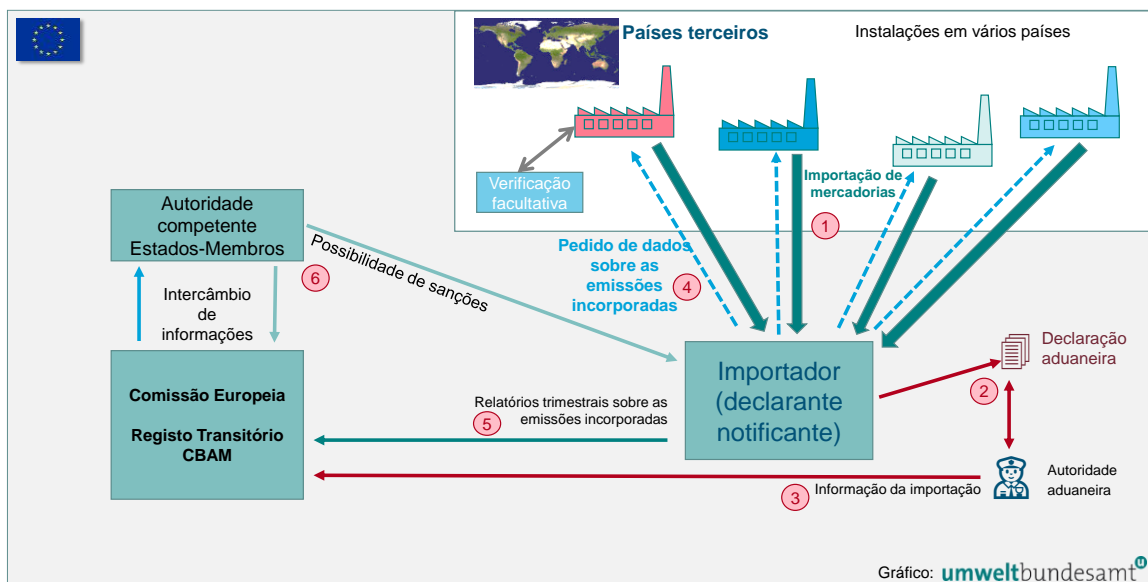 Países terceiros
Instalações em vários países
Verificação
facultativa
Importação de
mercadorias
1
Autoridade
competente
Estados-Membros
Possibilidade de sanções
6
Pedido de dados
sobre as
emissões
incorporadas
4
Intercâmbio
de
informações
Comissão Europeia
Registo Transitório
CBAM
Importador
(declarante
notificante)
Declaração
aduaneira
2
Relatórios trimestrais sobre as
emissões incorporadas
5
Autoridade
aduaneira
Informação da importação
3
Gráfico: umweltbundesamt u